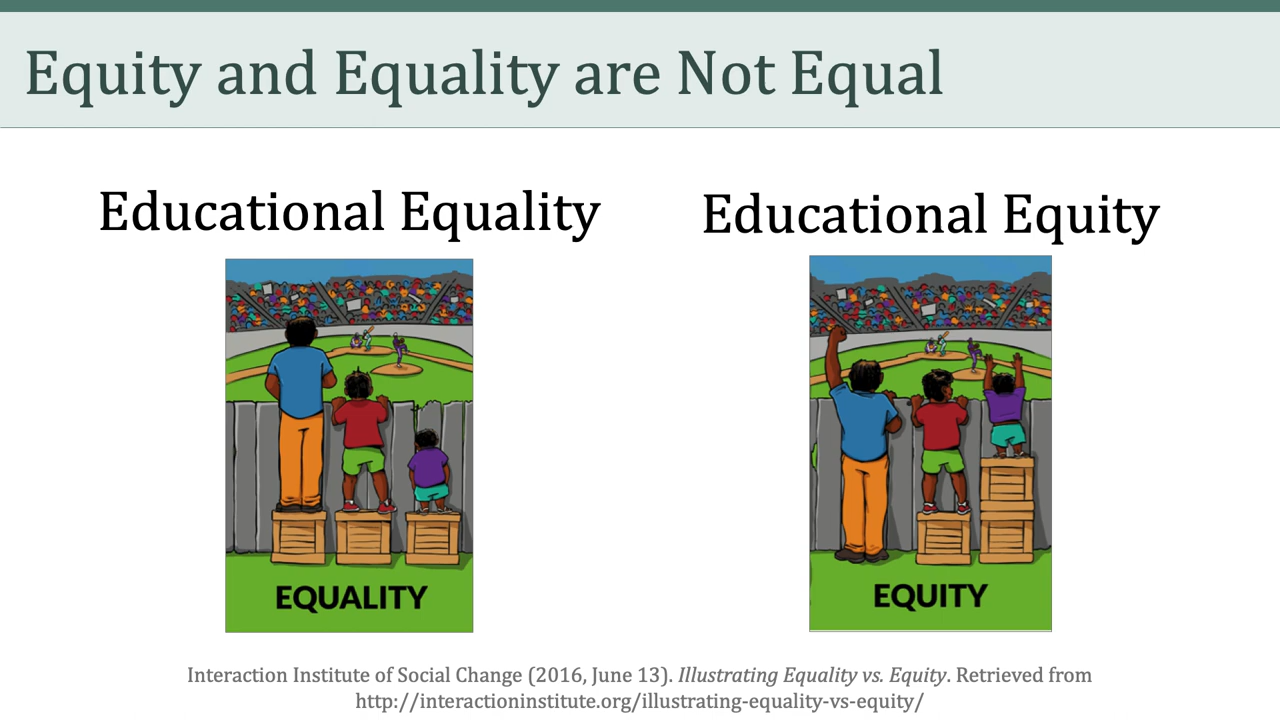 Equity and Equality are Not Equal
Educational Equality
Educational Equity
EQUALITY
EQUITY
Interaction Institute of Social Change (2016, June 13). Illustrating Equality vs. Equity. Retrieved from
http://interactioninstitute.org/illustrating-equality-vs-equity/